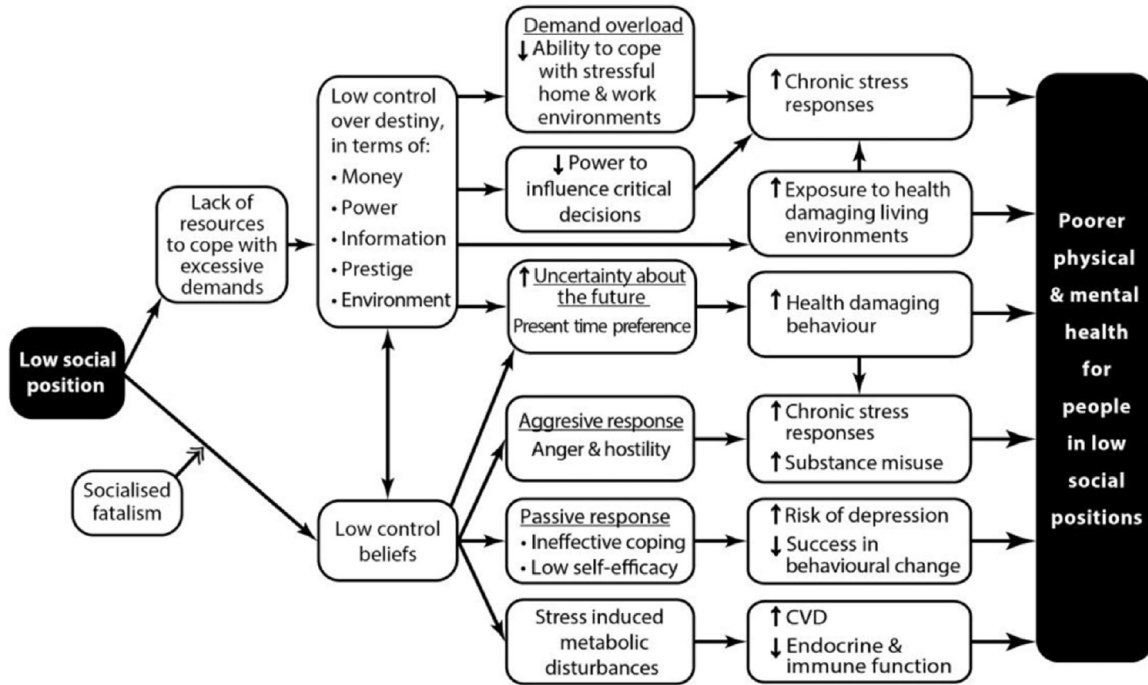 Low social
position
Socialised
fatalism
Lack of
resources
to cope with
excessive
demands
Low control
over destiny,
in terms of:
• Money
• Power
• Information
• Prestige
• Environment
Low control
beliefs
Demand overload
↓ Ability to cope
with stressful
home & work
environments
↓ Power to
influence critical
decisions
↑ Uncertainty about
the future
Present time preference
Aggresive response
Anger & hostility
Passive response
• Ineffective coping
• Low self-efficacy
Stress induced
metabolic
disturbances
↑ Chronic stress
responses
↑ Exposure to health
damaging living
environments
↑ Health damaging
behaviour
↑ Chronic stress
responses
↑ Substance misuse
↑ Risk of depression
↓ Success in
behavioural change
↑ CVD
↓ Endocrine &
immune function
Poorer
physical
& mental
health
for
people
in low
social
positions